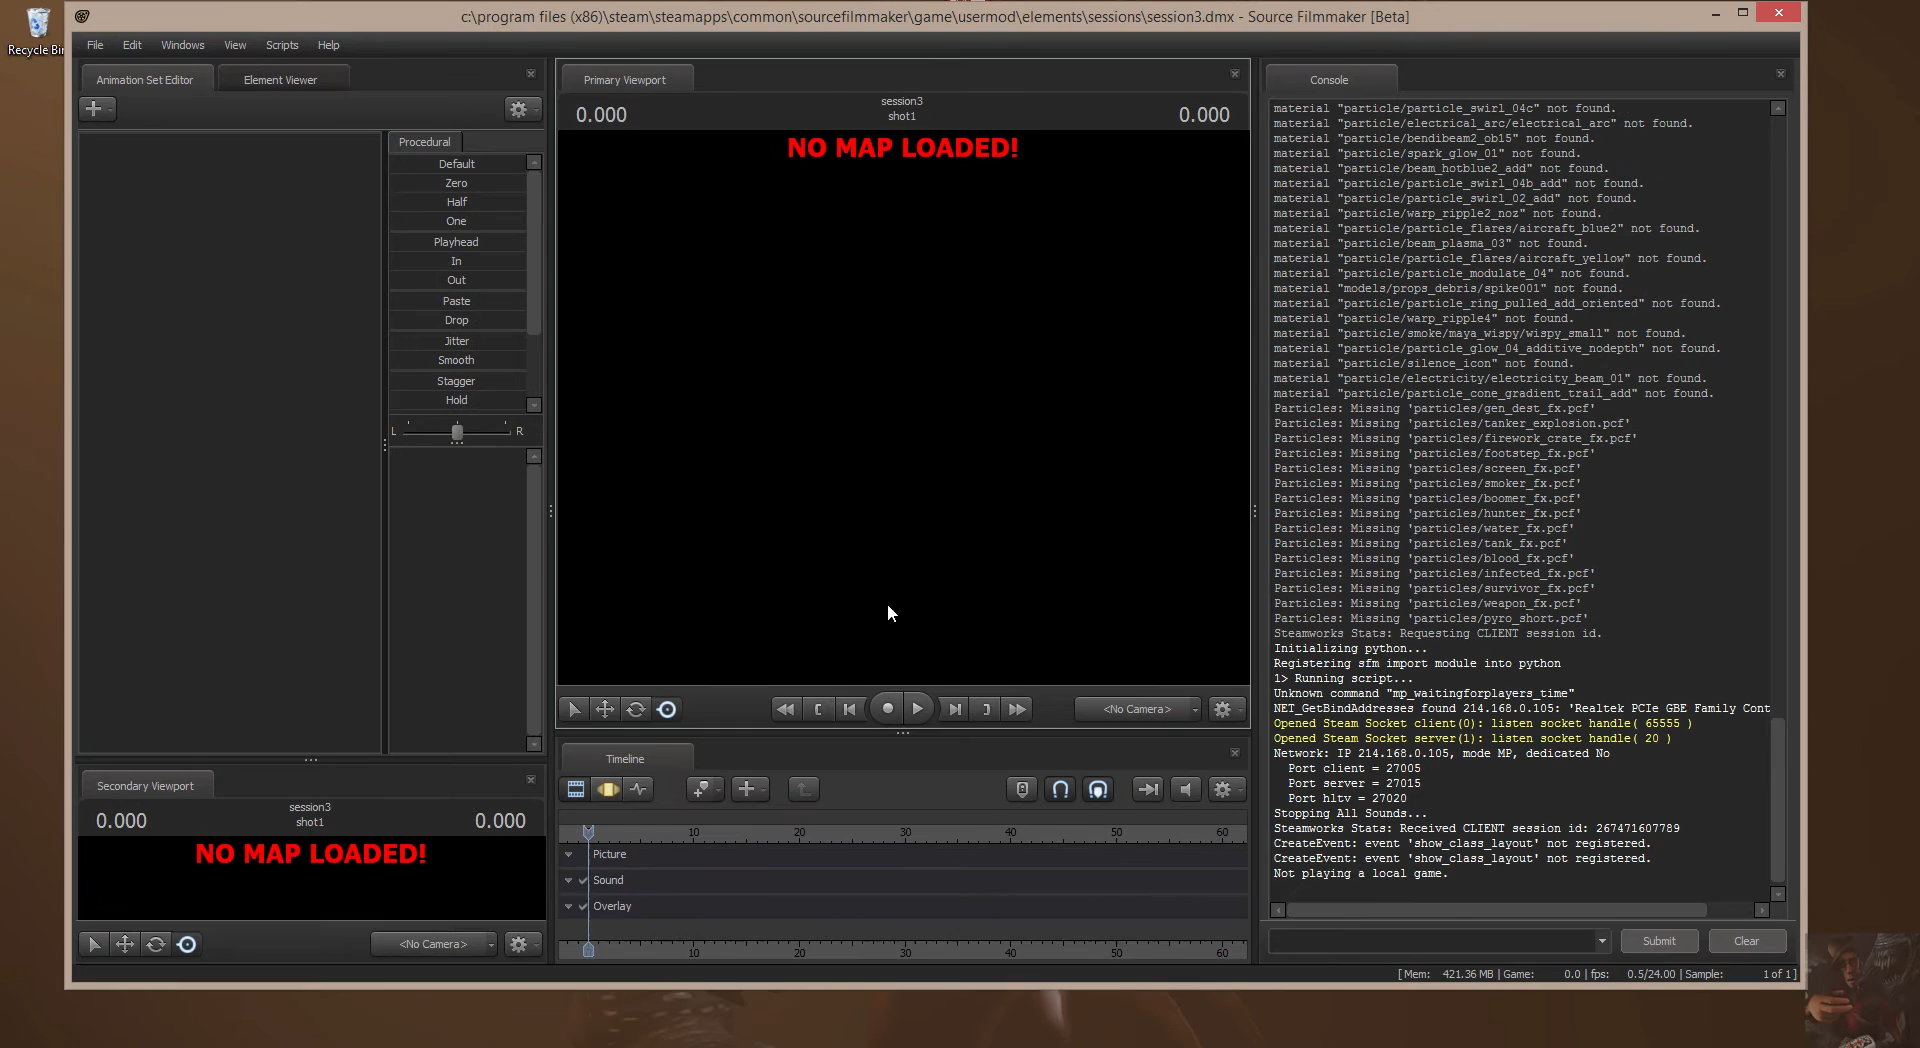 Recycle Bin
c:\program files (x86)\steam\steamapps\common\sourcefilmmaker\game\usermod\elements\sessions\session3.dmx - Source Filmmaker [Beta]
File Edit Windows View Scripts Help
Animation Set Editor Element Viewer
Procedural
Default
Zero
Half
One
Playhead
In
Out
Paste
Drop
Jitter
Smooth
Stagger
Hold
L R
Secondary Viewport
session3
0.000 shot1 0.000
NO MAP LOADED!
<No Camera>
Primary Viewport
session3
0.000 shot1 0.000
NO MAP LOADED!
<No Camera>
Timeline
10 20 30 40 50 60
Picture
Sound
Overlay
10 20 30 40 50 60
Console
material "particle/particle_swirl_04c" not found.
material "particle/electrical_arc/electrical_arc" not found.
material "particle/bendibeam2_ob15" not found.
material "particle/spark_glow_01" not found.
material "particle/beam_hotblue2_add" not found.
material "particle/particle_swirl_04b_add" not found.
material "particle/particle_swirl_02_add" not found.
material "particle/warp_ripple2_noz" not found.
material "particle/particle_flares/aircraft_blue2" not found.
material "particle/beam_plasma_03" not found.
material "particle/particle_flares/aircraft_yellow" not found.
material "particle/particle_modulate_04" not found.
material "models/props_debris/spike001" not found.
material "particle/particle_ring_pulled_add_oriented" not found.
material "particle/warp_ripple4" not found.
material "particle/smoke/maya_wispy/wispy_small" not found.
material "particle/particle_glow_04_additive_nodepth" not found.
material "particle/silence_icon" not found.
material "particle/electricity/electricity_beam_01" not found.
material "particle/particle_cone_gradient_trail_add" not found.
Particles: Missing 'particles/gen_dest_fx.pcf'
Particles: Missing 'particles/tanker_explosion.pcf'
Particles: Missing 'particles/firework_crate_fx.pcf'
Particles: Missing 'particles/footstep_fx.pcf'
Particles: Missing 'particles/screen_fx.pcf'
Particles: Missing 'particles/smoker_fx.pcf'
Particles: Missing 'particles/boomer_fx.pcf'
Particles: Missing 'particles/hunter_fx.pcf'
Particles: Missing 'particles/water_fx.pcf'
Particles: Missing 'particles/tank_fx.pcf'
Particles: Missing 'particles/blood_fx.pcf'
Particles: Missing 'particles/infected_fx.pcf'
Particles: Missing 'particles/survivor_fx.pcf'
Particles: Missing 'particles/weapon_fx.pcf'
Particles: Missing 'particles/pyro_short.pcf'
Steamworks Stats: Requesting CLIENT session id.
Initializing python...
Registering sfm import module into python
1> Running script...
Unknown command "mp_waitingforplayers_time"
NET_GetBindAddresses found 214.168.0.105: 'Realtek PCIe GBE Family Cont
Opened Steam Socket client(0): listen socket handle( 65555 )
Opened Steam Socket server(1): listen socket handle( 20 )
Network: IP 214.168.0.105, mode MP, dedicated No
Port client = 27005
Port server = 27015
Port hltv = 27020
Stopping All Sounds...
Steamworks Stats: Received CLIENT session id: 267471607789
CreateEvent: event 'show_class_layout' not registered.
CreateEvent: event 'show_class_layout' not registered.
Not playing a local game.
Submit Clear
[ Mem: 421.36 MB | Game: 0.0 | fps: 0.5/24.00 | Sample: 1 of 1 ]